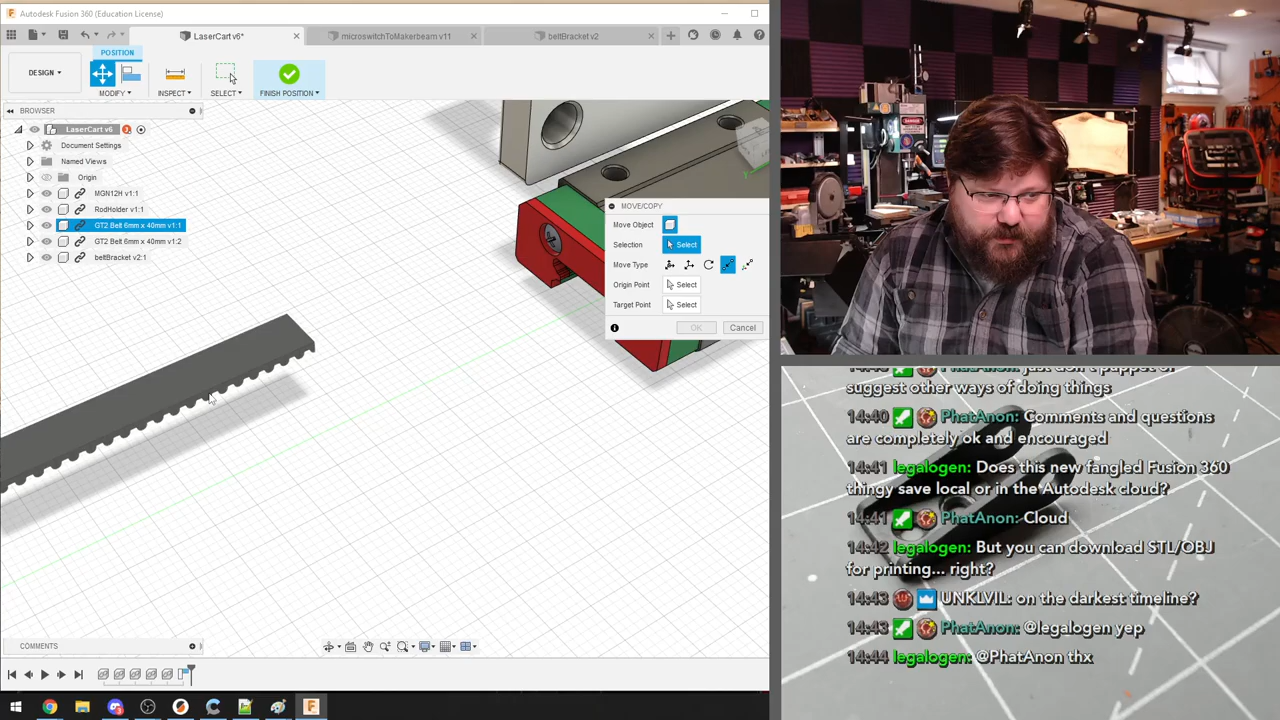 Autodesk Fusion 360 (Education License)
LaserCart v6*
microswitchToMakerbeam v11
beltBracket v2
POSITION
DESIGN
MODIFY
INSPECT
SELECT
FINISH POSITION
BROWSER
LaserCart v6
Document Settings
Named Views
Origin
MGN12H v1:1
RodHolder v1:1
GT2 Belt 6mm x 40mm v1:1
GT2 Belt 6mm x 40mm v1:2
beltBracket v2:1
MOVE/COPY
Move Object
Selection
Select
Move Type
Origin Point
Select
Target Point
Select
OK
Cancel
COMMENTS
suggest other ways of doing things
14:40 PhatAnon: Comments and questions
are completely ok and encouraged
14:41 legalogen: Does this new fangled Fusion 360
thingy save local or in the Autodesk cloud?
14:41 PhatAnon: Cloud
14:42 legalogen: But you can download STL/OBJ
for printing... right?
14:43 UNKLVIL: on the darkest timeline?
14:43 PhatAnon: @legalogen yep
14:44 legalogen: @PhatAnon thx
DANGER